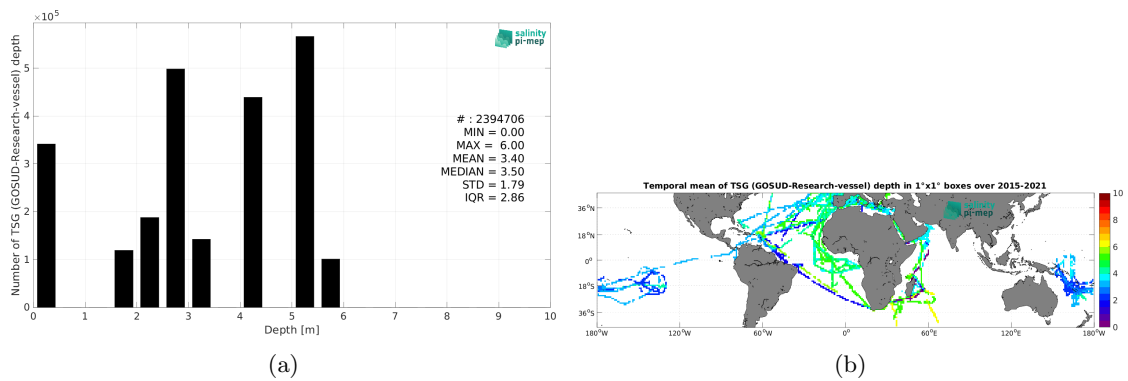 ×10⁵
Number of TSG (GOSUD-Research-vessel) depth
5
4
3
2
1
0
0 1 2 3 4 5 6 7 8 9 10
Depth [m]
salinity
pi-mep
# : 2394706
MIN = 0.00
MAX = 6.00
MEAN = 3.40
MEDIAN = 3.50
STD = 1.79
IQR = 2.86
(a)
Temporal mean of TSG (GOSUD-Research-vessel) depth in 1°x1° boxes over 2015-2021
salinity
pi-mep
36°N
18°N
0°
18°S
36°S
180°W 120°W 60°W 0° 60°E 120°E 180°W
10
8
6
4
2
0
(b)